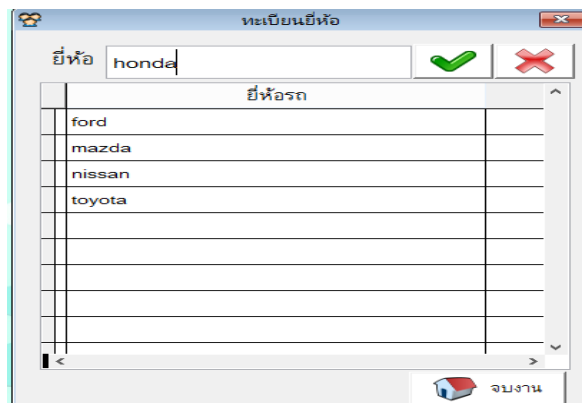 ทะเบียนยี่ห้อ
ยี่ห้อ honda
ยี่ห้อรถ
ford
mazda
nissan
toyota
จบงาน